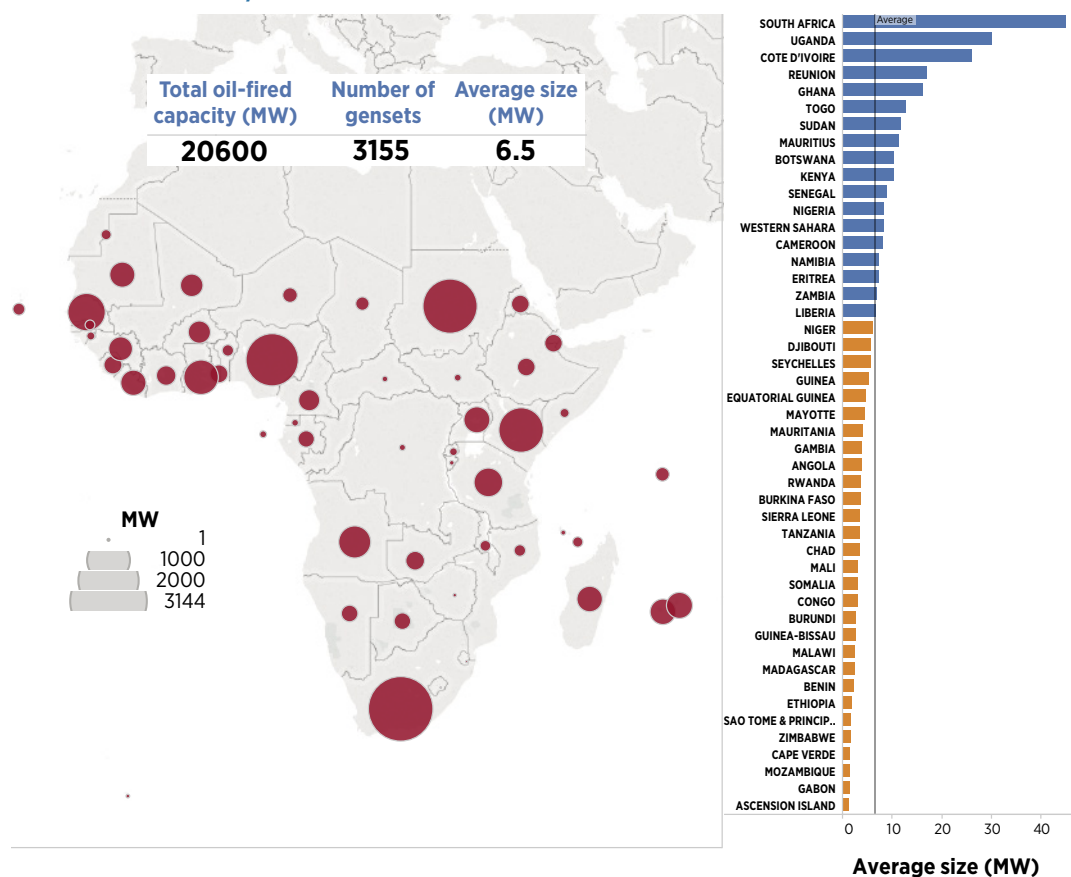 Total oil-fired capacity (MW)
Number of gensets
Average size (MW)
20600
3155
6.5
MW
1
1000
2000
3144
Average
SOUTH AFRICA
UGANDA
COTE D'IVOIRE
REUNION
GHANA
TOGO
SUDAN
MAURITIUS
BOTSWANA
KENYA
SENEGAL
NIGERIA
WESTERN SAHARA
CAMEROON
NAMIBIA
ERITREA
ZAMBIA
LIBERIA
NIGER
DJIBOUTI
SEYCHELLES
GUINEA
EQUATORIAL GUINEA
MAYOTTE
MAURITANIA
GAMBIA
ANGOLA
RWANDA
BURKINA FASO
SIERRA LEONE
TANZANIA
CHAD
MALI
SOMALIA
CONGO
BURUNDI
GUINEA-BISSAU
MALAWI
MADAGASCAR
BENIN
ETHIOPIA
SAO TOME & PRINCIP..
ZIMBABWE
CAPE VERDE
MOZAMBIQUE
GABON
ASCENSION ISLAND
0 10 20 30 40
Average size (MW)